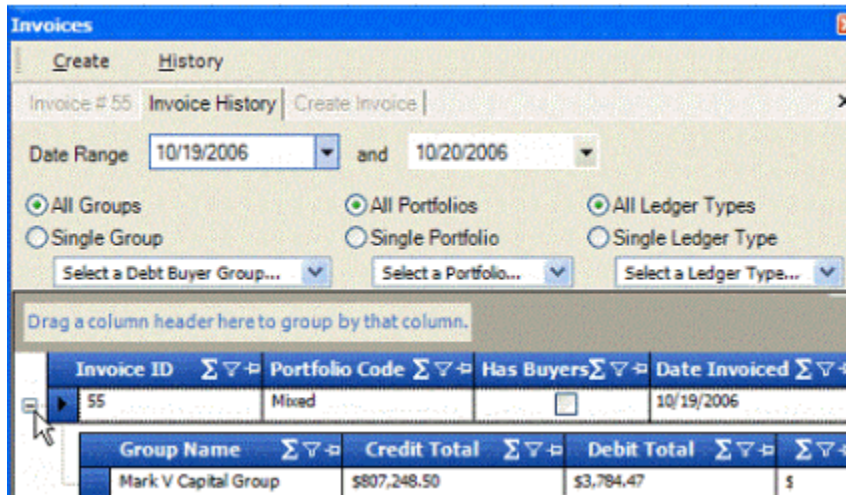 Invoices
Create History
Invoice # 55 Invoice History Create Invoice
Date Range 10/19/2006 and 10/20/2006
All Groups All Portfolios All Ledger Types
Single Group Single Portfolio Single Ledger Type
Select a Debt Buyer Group... Select a Portfolio... Select a Ledger Type...
Drag a column header here to group by that column.
Invoice ID Σ Portfolio Code Σ Has Buyers Σ Date Invoiced Σ
55 Mixed 10/19/2006
Group Name Σ Credit Total Σ Debit Total Σ Σ
Mark V Capital Group $807,248.50 $3,784.47 $